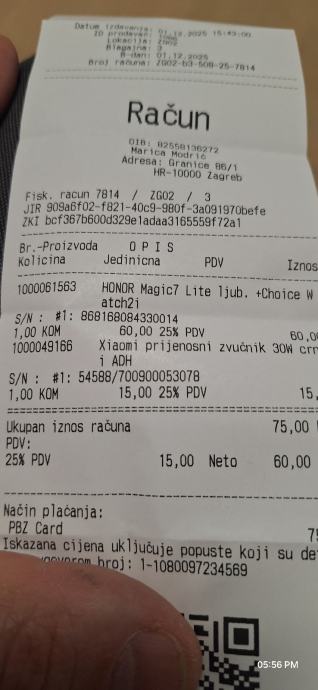 Datum izdavanja: 01.12.2025 15:43:00
ID prodavač:
Lokacija: ZG02
Blagajna: 3
R-dan: 01.12.2025
Broj računa: ZG02-b3-508-25-7814
Račun
OIB: 82558136272
Marica Modrić
Adresa: Granice 86/1
HR-10000 Zagreb
Fisk. racun 7814 / ZG02 / 3
JIR 909a6f02-f821-40c9-980f-3a091970befe
ZKI bcf367b600d329e1adaa3165559f72a1
Br.-Proizvoda O P I S
Kolicina Jedinicna PDV Iznos
1000061563 HONOR Magic7 Lite ljub. +Choice W
atch2i
S/N : #1: 868168084330014
1,00 KOM 60,00 25% PDV 60,0
1000049166 Xiaomi prijenosni zvučnik 30W crn
i ADH
S/N : #1: 54588/700900053078
1,00 KOM 15,00 25% PDV 15,
Ukupan iznos računa 75,00
PDV:
25% PDV 15,00 Neto 60,00
Način plaćanja:
PBZ Card 75
Iskazana cijena uključuje popuste koji su de
broj: 1-1080097234569
05:56 PM